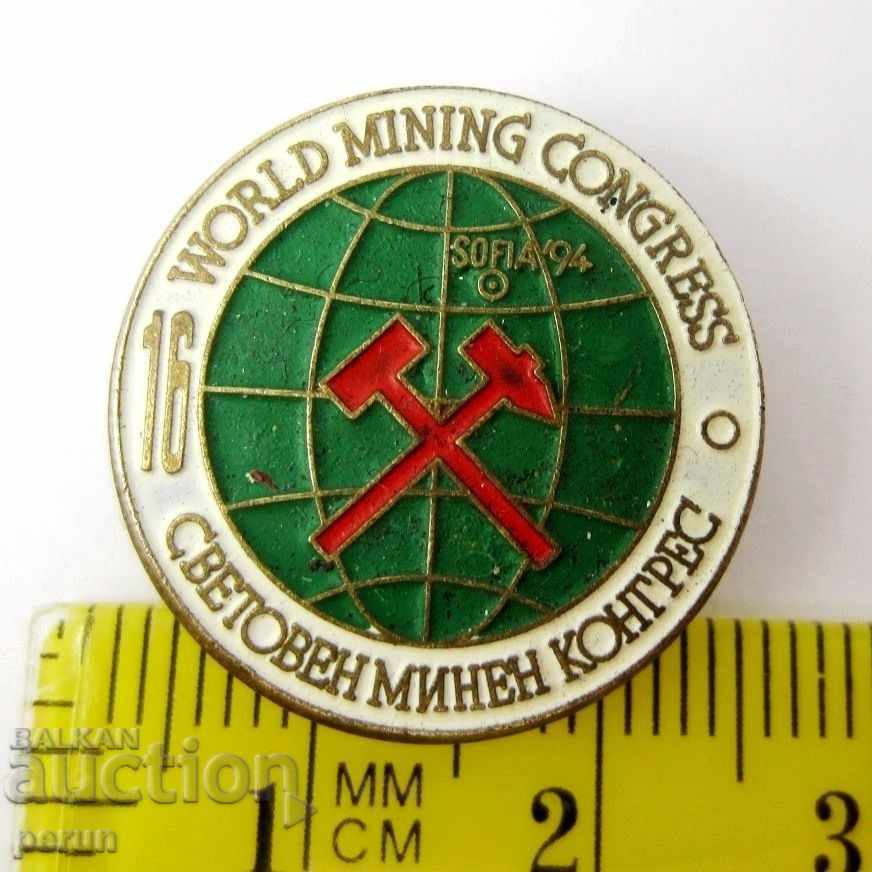 16 WORLD MINING CONGRESS
SOFIA '94
СВЕТОВЕН МИНЕН КОНГРЕС
BALKAN
auction
perun
MM
CM
1 2 3